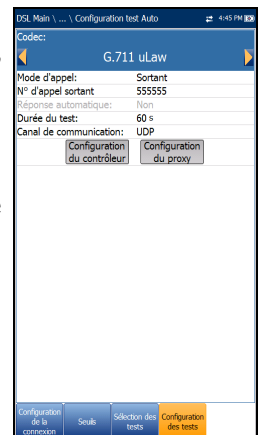 DSL Main \ ... \ Configuration test Auto 4:45 PM
Codec:
G.711 uLaw
Mode d'appel: Sortant
N° d'appel sortant 555555
Réponse automatique: Non
Durée du test: 60 s
Canal de communication: UDP
Configuration du contrôleur
Configuration du proxy
Configuration de la connexion
Seuils
Sélection des tests
Configuration des tests